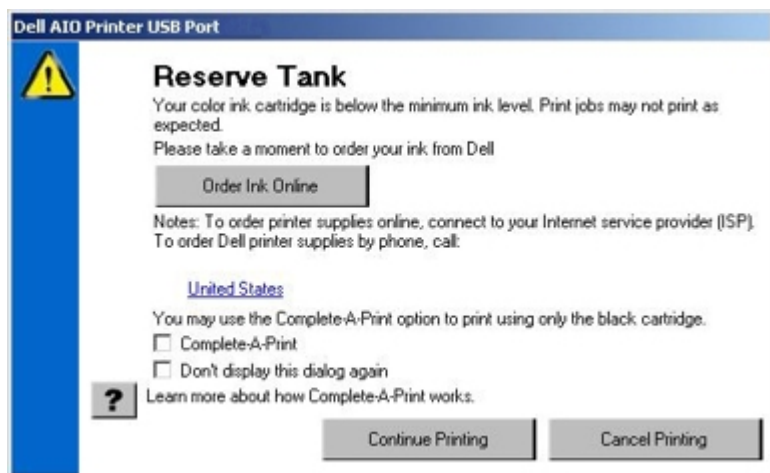 Dell AIO Printer USB Port
Reserve Tank
Your color ink cartridge is below the minimum ink level. Print jobs may not print as
expected.
Please take a moment to order your ink from Dell
Order Ink Online
Notes: To order printer supplies online, connect to your Internet service provider (ISP).
To order Dell printer supplies by phone, call:
United States
You may use the Complete-A-Print option to print using only the black cartridge.
Complete-A-Print
Don't display this dialog again
? Learn more about how Complete-A-Print works.
Continue Printing Cancel Printing